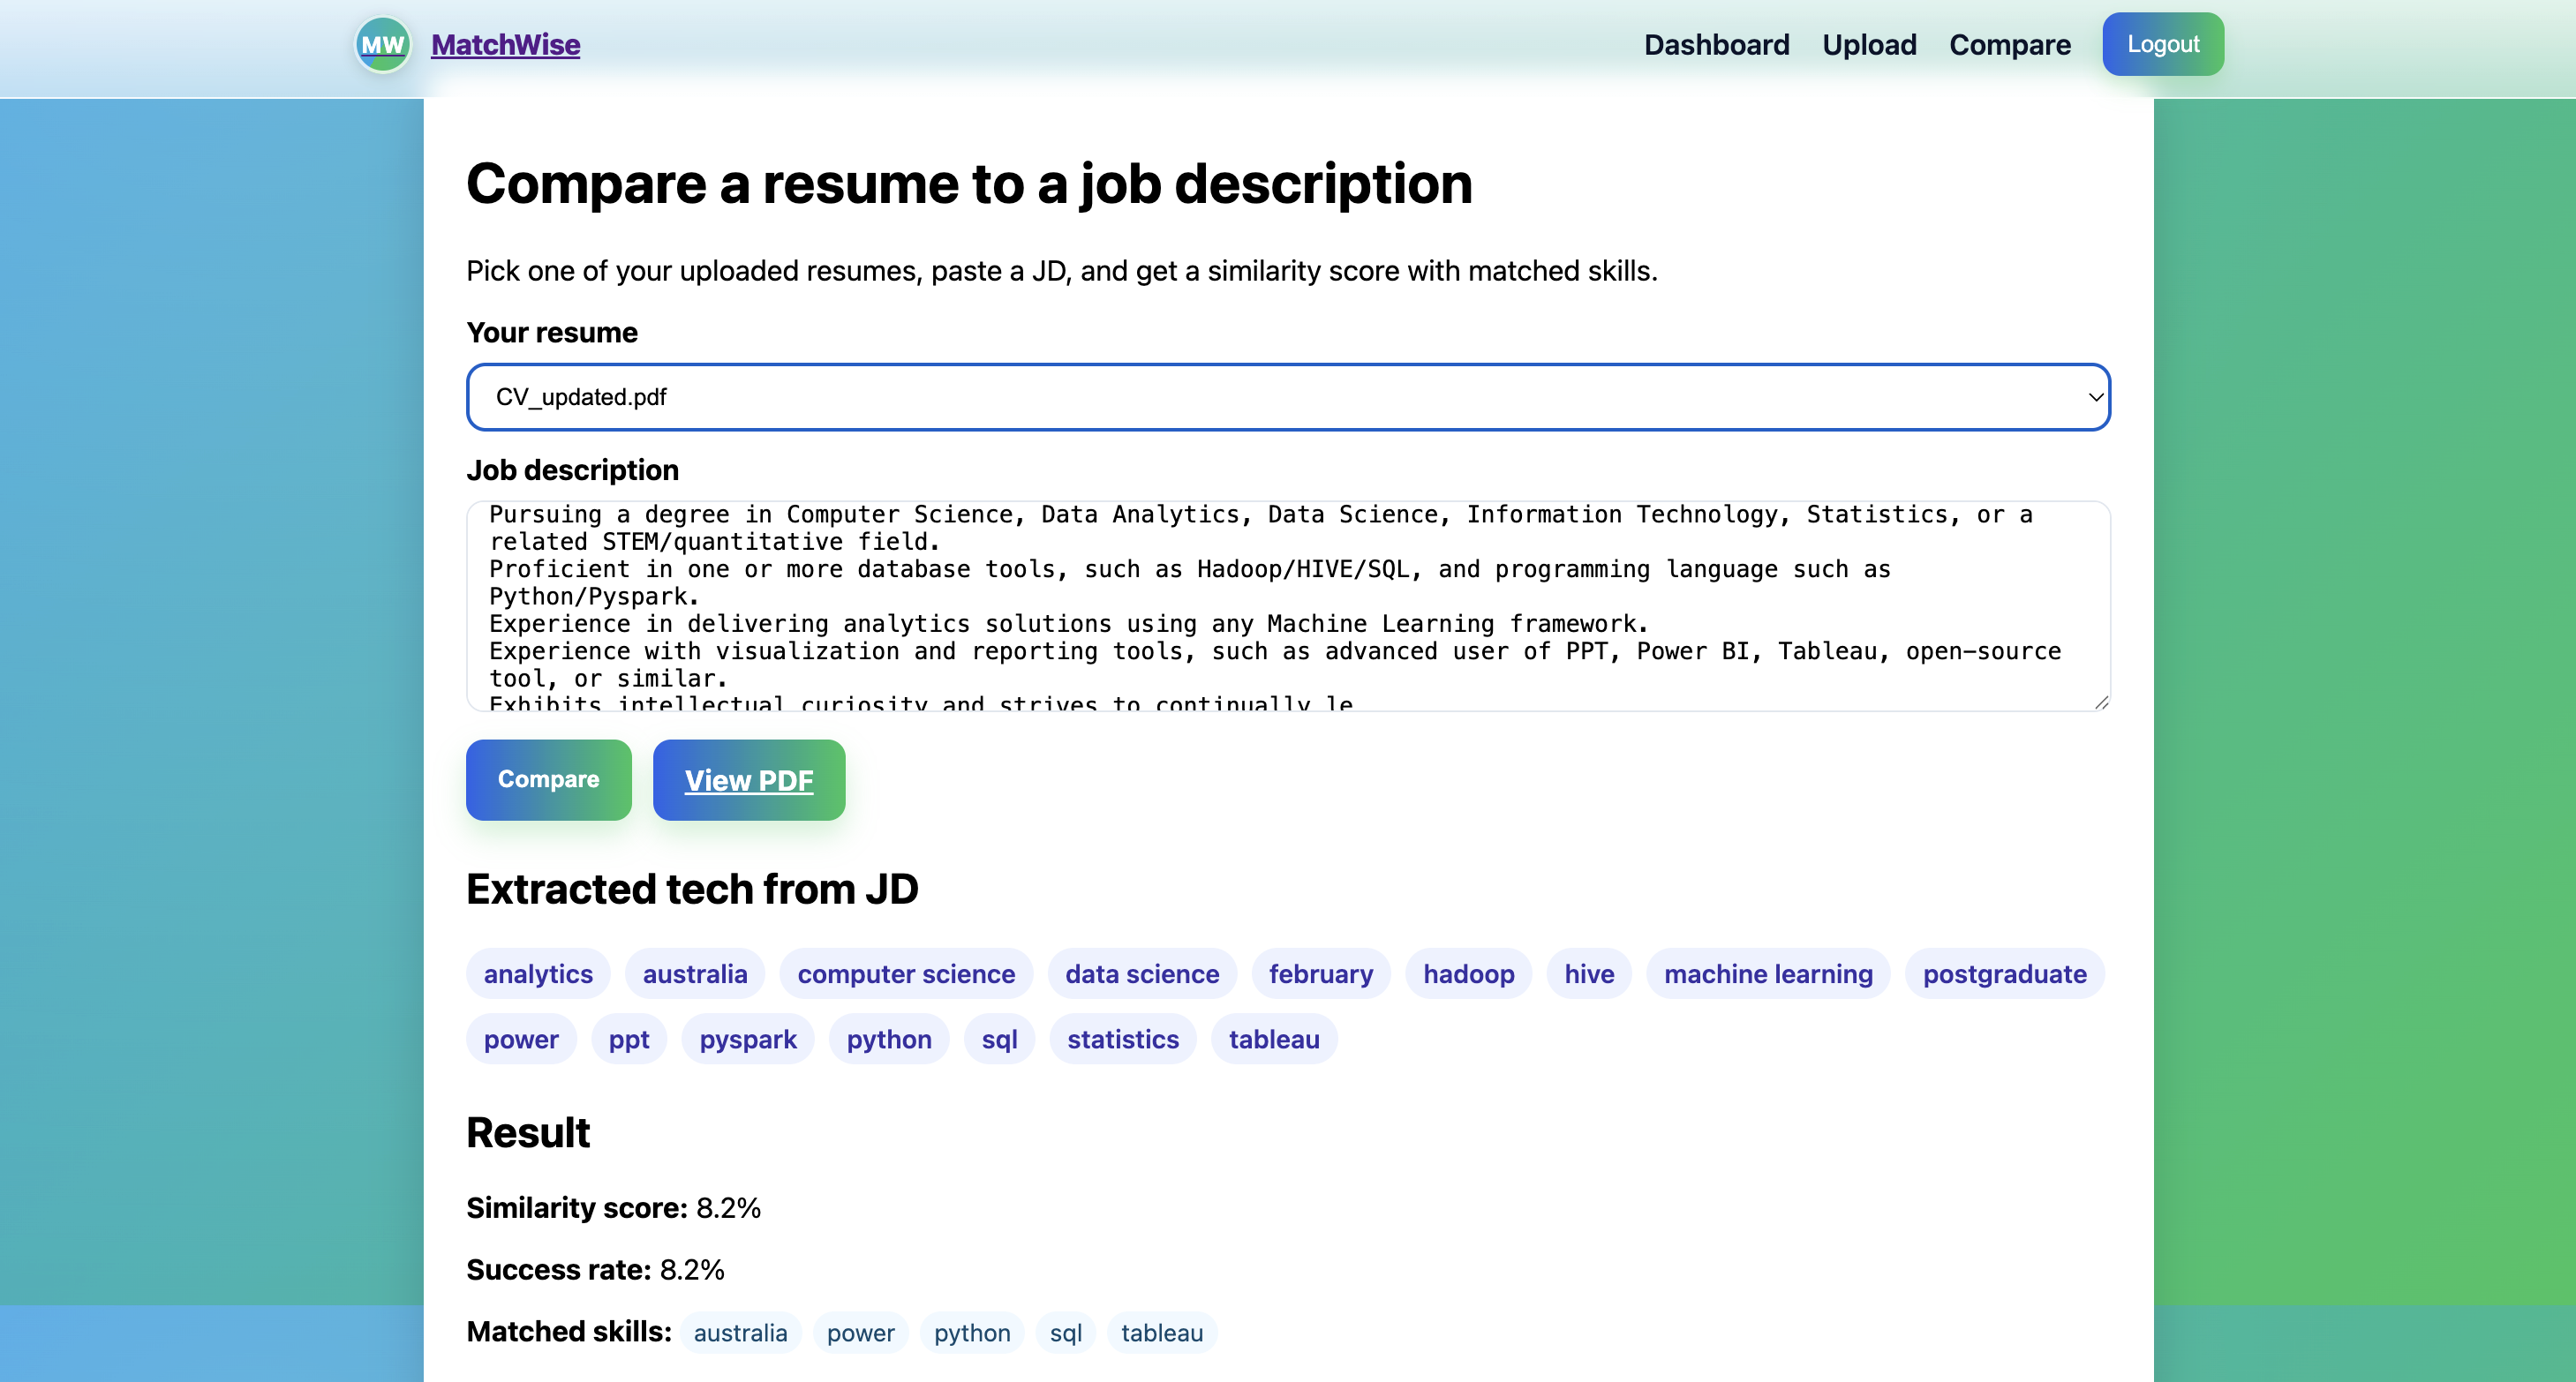 MW MatchWise Dashboard Upload Compare Logout
Compare a resume to a job description
Pick one of your uploaded resumes, paste a JD, and get a similarity score with matched skills.
Your resume
CV_updated.pdf
Job description
Pursuing a degree in Computer Science, Data Analytics, Data Science, Information Technology, Statistics, or a
related STEM/quantitative field.
Proficient in one or more database tools, such as Hadoop/HIVE/SQL, and programming language such as
Python/Pyspark.
Experience in delivering analytics solutions using any Machine Learning framework.
Experience with visualization and reporting tools, such as advanced user of PPT, Power BI, Tableau, open-source
tool, or similar.
Exhibits intellectual curiosity and strives to continually le
Compare View PDF
Extracted tech from JD
analytics australia computer science data science february hadoop hive machine learning postgraduate
power ppt pyspark python sql statistics tableau
Result
Similarity score: 8.2%
Success rate: 8.2%
Matched skills: australia power python sql tableau